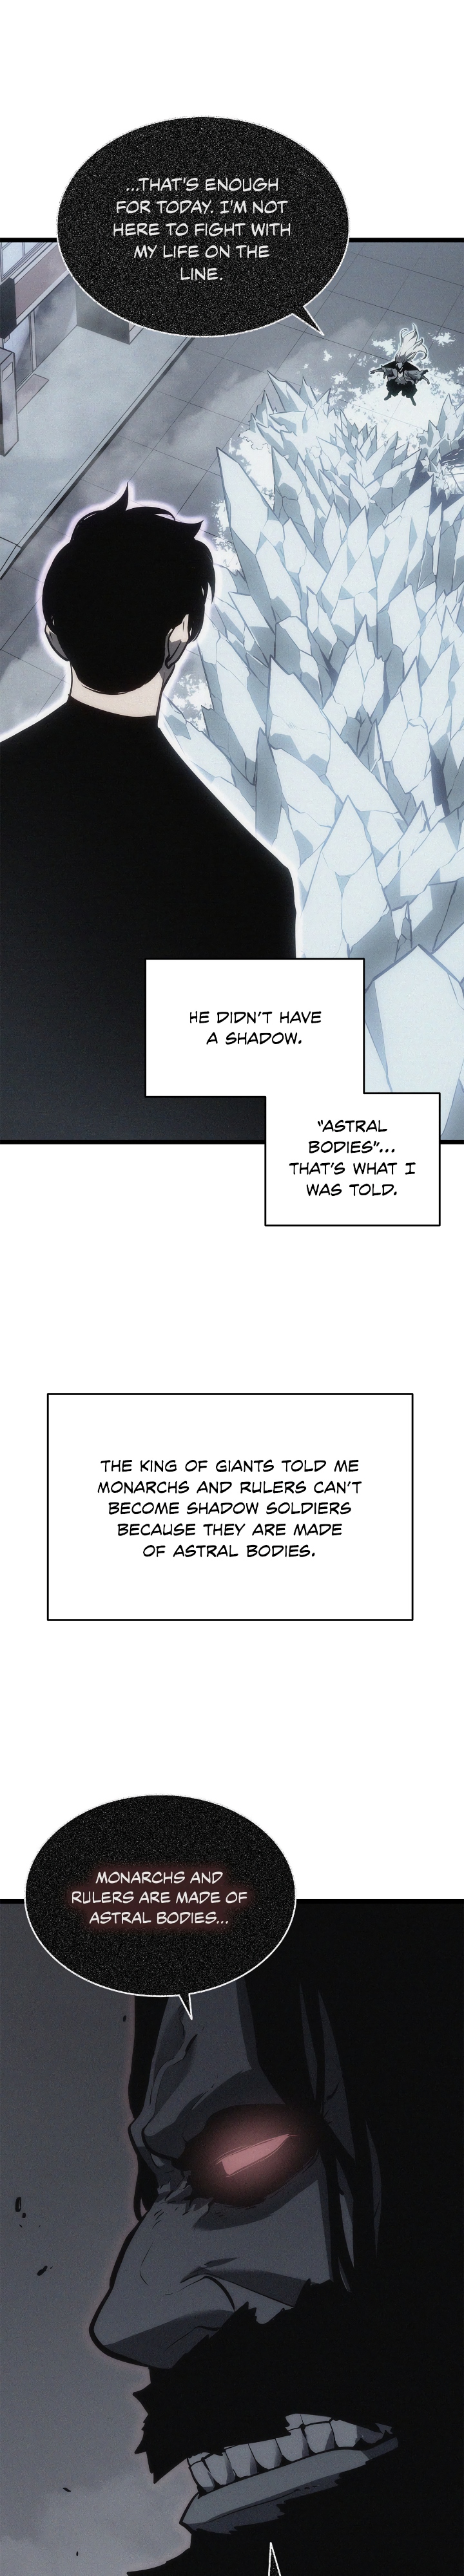 ...THAT'S ENOUGH
FOR TODAY. I'M NOT
HERE TO FIGHT WITH
MY LIFE ON THE
LINE.
HE DIDN'T HAVE
A SHADOW.
"ASTRAL
BODIES"...
THAT'S WHAT I
WAS TOLD.
THE KING OF GIANTS TOLD ME
MONARCHS AND RULERS CAN'T
BECOME SHADOW SOLDIERS
BECAUSE THEY ARE MADE
OF ASTRAL BODIES.
MONARCHS AND
RULERS ARE MADE OF
ASTRAL BODIES...